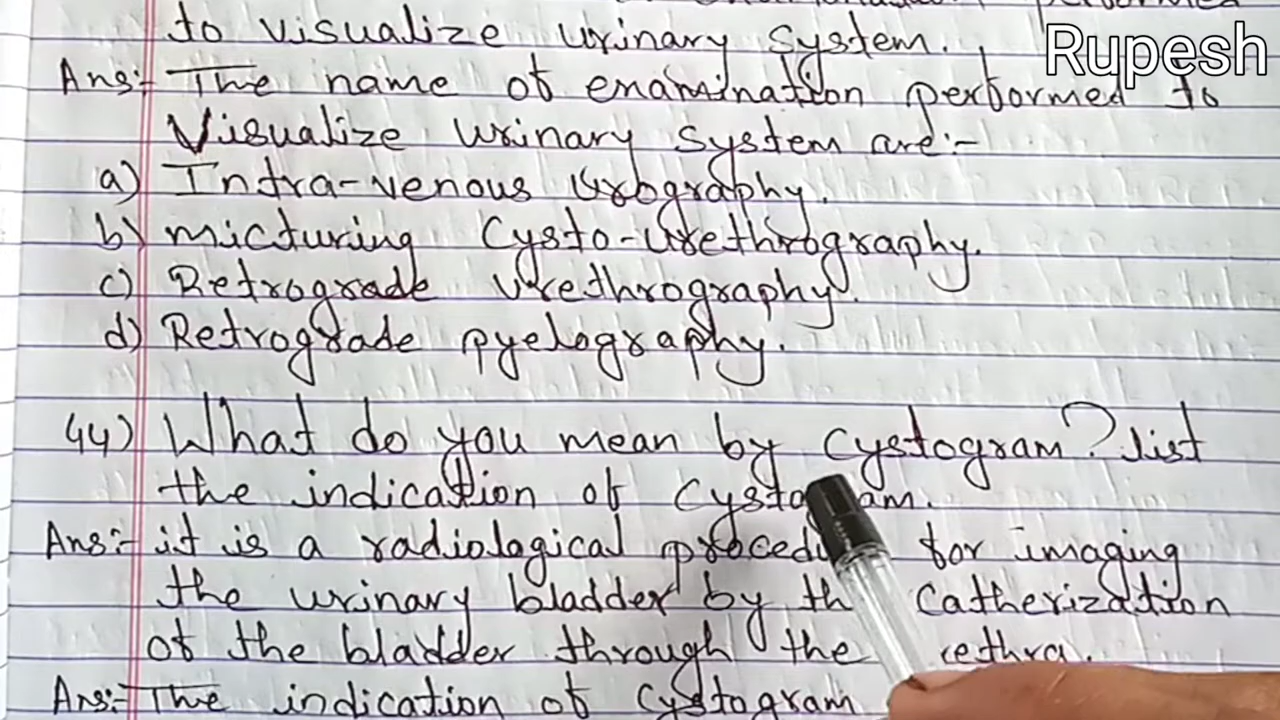 to visualize urinary system.
Rupesh
Ans:- The name of examination performed to
Visualize urinary System are:-
a) Intra-venous Urography.
b) micturing Cysto-Urethrography.
c) Retrograde Urethrography.
d) Retrograde pyelography.
44) What do you mean by Cystogram? list
the indication of Cystogram.
Ans:- it is a radiological for imaging
the urinary bladder by Catherization
of the bladder through the
Ans:- The indication of Cystogram